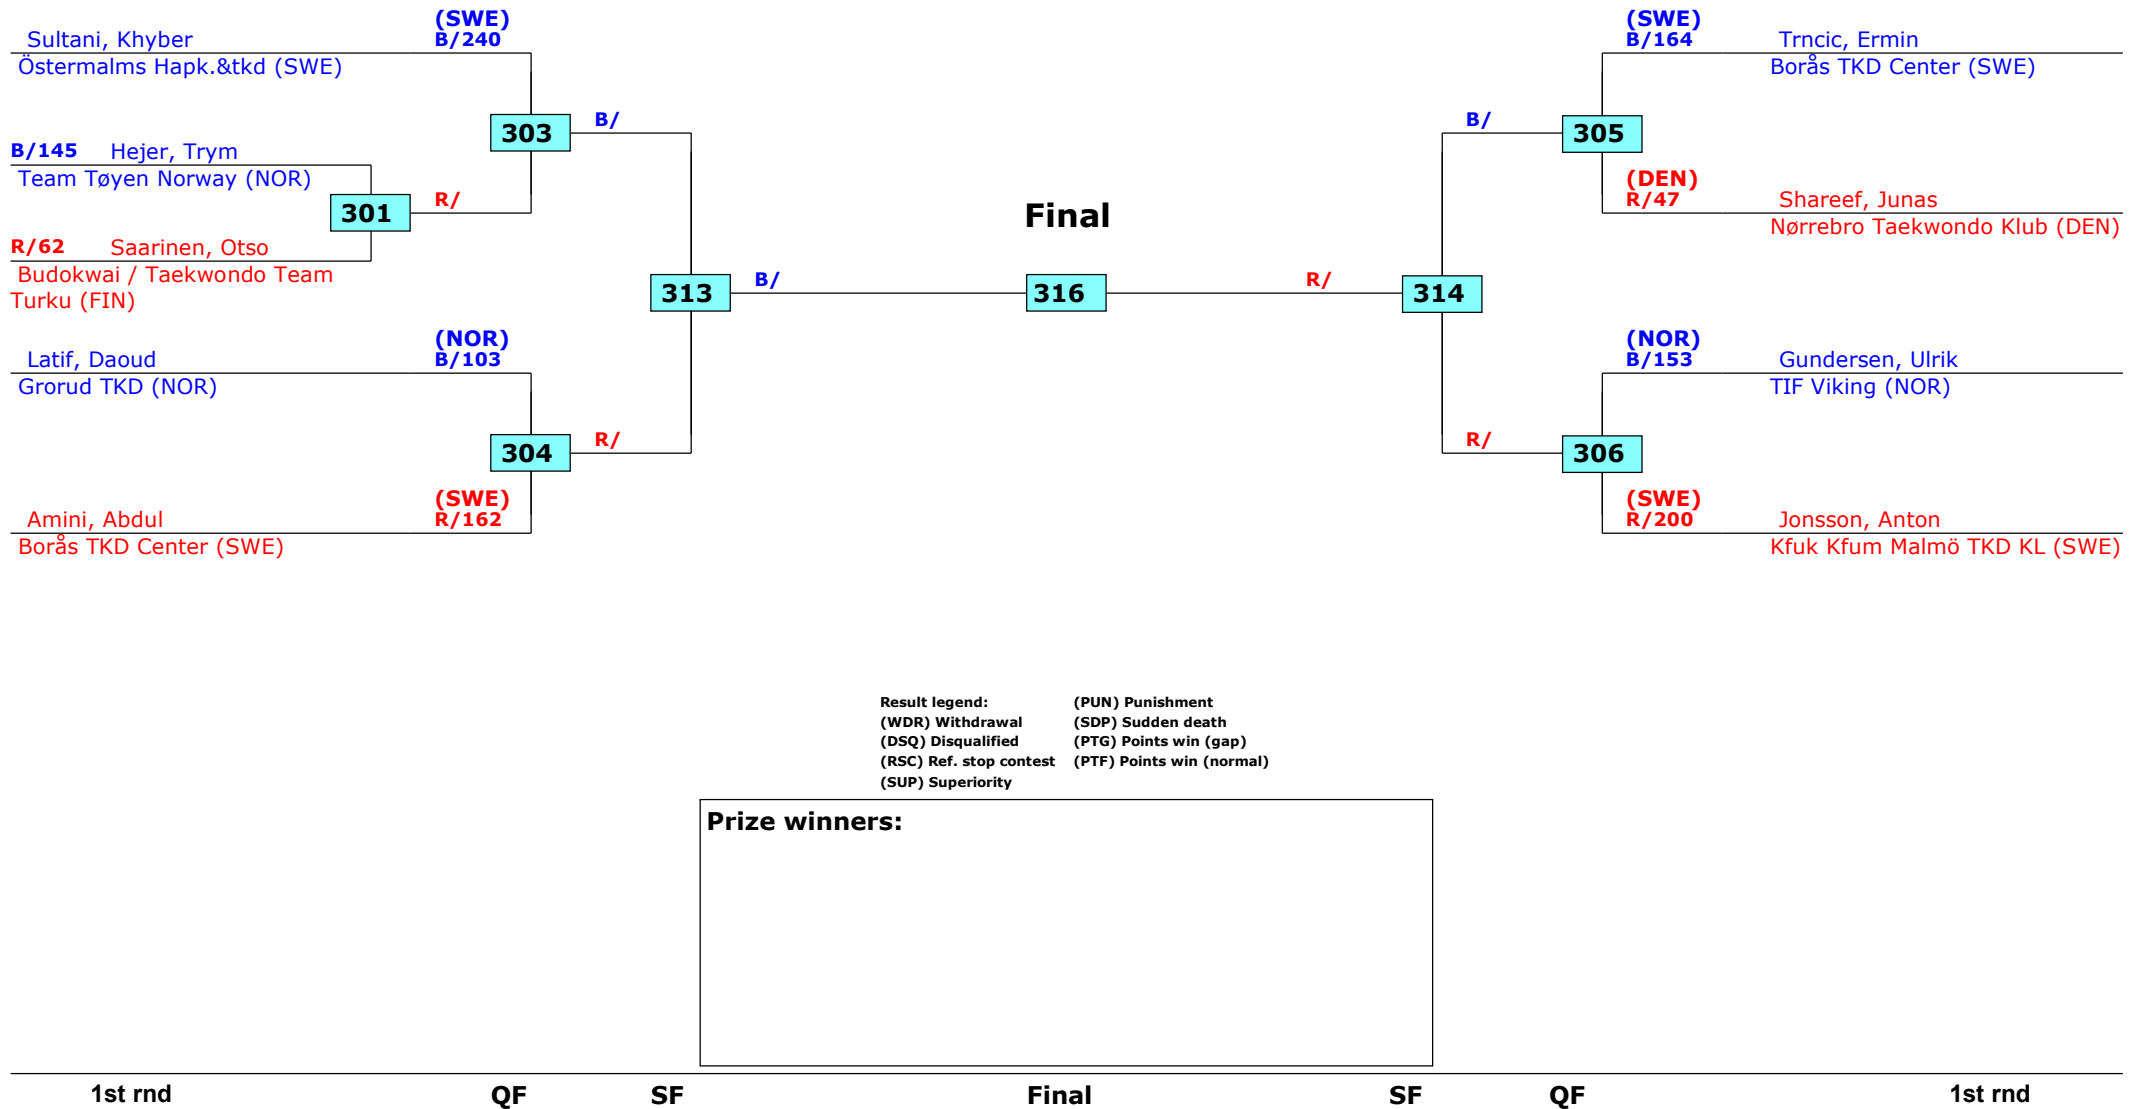 (SWE)
Sultani, Khyber B/240
Östermalms Hapk.&tkd (SWE)
303
B/
B/145 Hejer, Trym
Team Tøyen Norway (NOR)
301
R/
R/62 Saarinen, Otso
Budokwai / Taekwondo Team
Turku (FIN)
313
B/
(NOR)
Latif, Daoud B/103
Grorud TKD (NOR)
304
R/
(SWE)
Amini, Abdul R/162
Borås TKD Center (SWE)
Final
316
(SWE)
B/164 Trncic, Ermin
Borås TKD Center (SWE)
B/
305
(DEN)
R/47 Shareef, Junas
Nørrebro Taekwondo Klub (DEN)
R/
314
(NOR)
B/153 Gundersen, Ulrik
TIF Viking (NOR)
R/
306
(SWE)
R/200 Jonsson, Anton
Kfuk Kfum Malmö TKD KL (SWE)
Result legend: (PUN) Punishment
(WDR) Withdrawal (SDP) Sudden death
(DSQ) Disqualified (PTG) Points win (gap)
(RSC) Ref. stop contest (PTF) Points win (normal)
(SUP) Superiority
Prize winners:
1st rnd QF SF Final SF QF 1st rnd